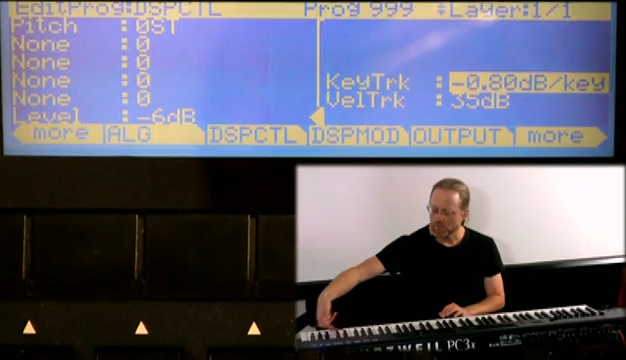 EditProg:DSPCTL Prog 999 Layer:1/1
Pitch :0ST
None :0
None :0
None :0 KeyTrk :-0.80dB/key
None :0 VelTrk : 35dB
Level :-6dB
more ALG DSPCTL DSPMOD OUTPUT more
KURZWEIL PC3x